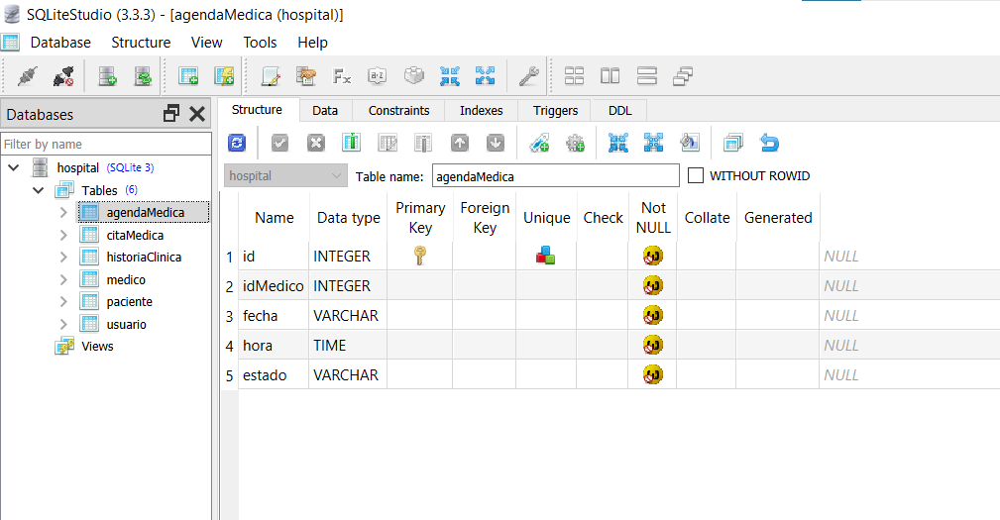 SQLiteStudio (3.3.3) - [agendaMedica (hospital)]
Database Structure View Tools Help
Databases
Filter by name
hospital (SQLite 3)
Tables (6)
agendaMedica
citaMedica
historiaClinica
medico
paciente
usuario
Views
Structure Data Constraints Indexes Triggers DDL
hospital Table name: agendaMedica WITHOUT ROWID
Name Data type Primary Key Foreign Key Unique Check Not NULL Collate Generated
1 id INTEGER NULL
2 idMedico INTEGER NULL
3 fecha VARCHAR NULL
4 hora TIME NULL
5 estado VARCHAR NULL